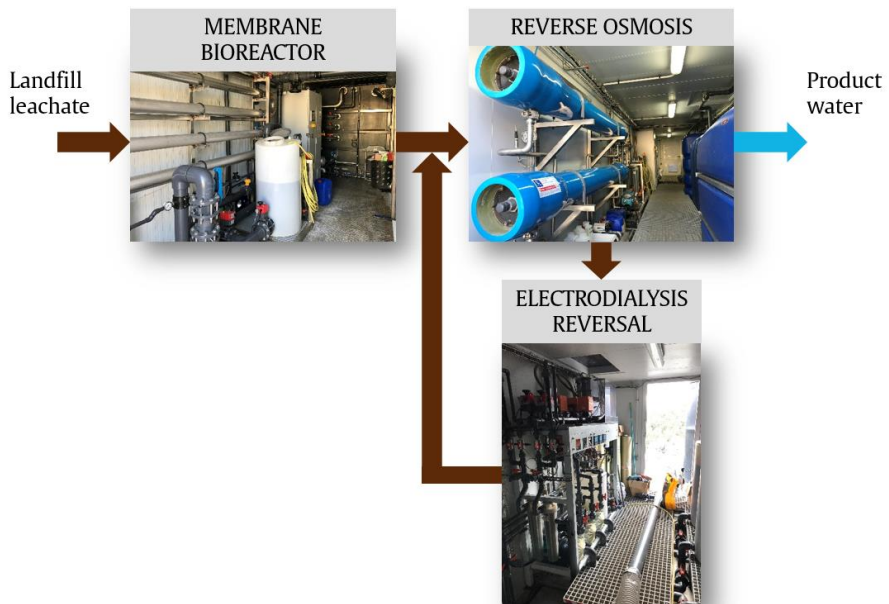 MEMBRANE
BIOREACTOR
REVERSE OSMOSIS
Landfill
leachate
Product
water
ELECTRODIALYSIS
REVERSAL